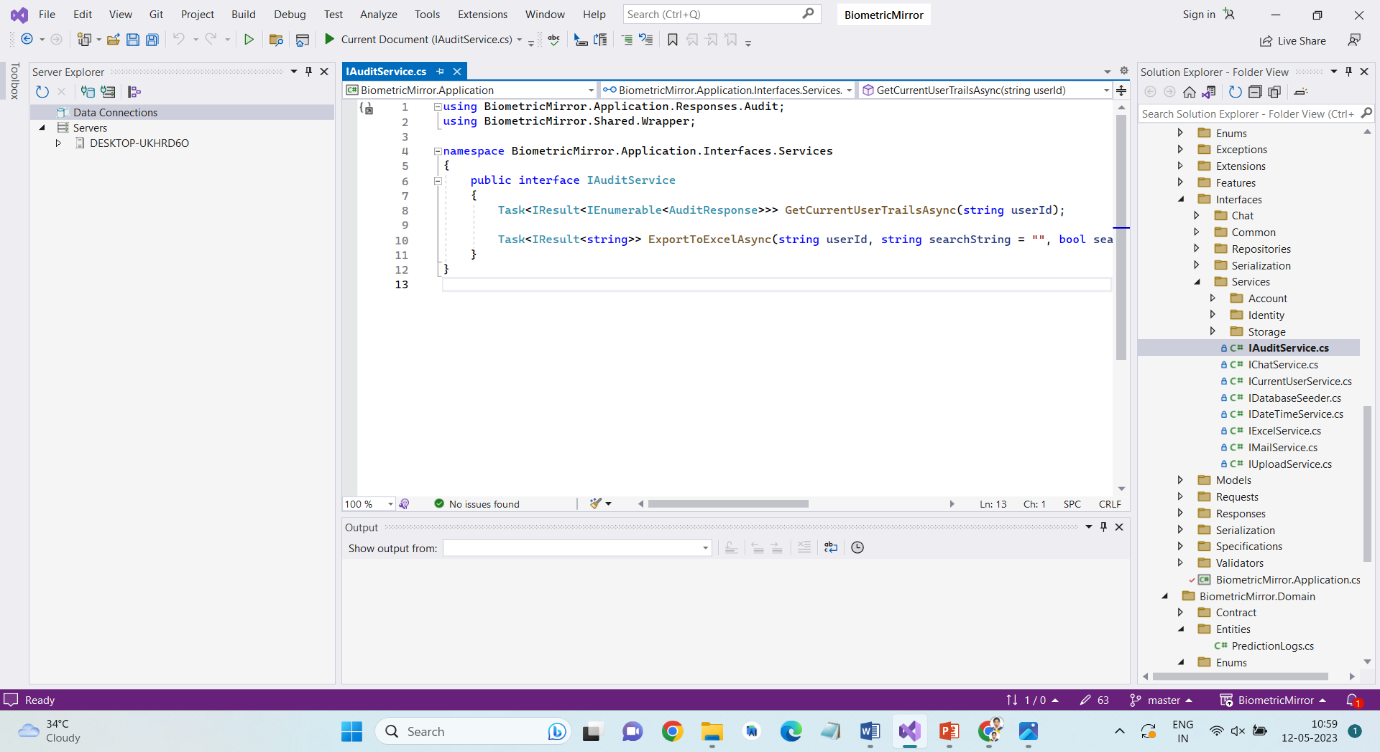 File Edit View Git Project Build Debug Test Analyze Tools Extensions Window Help Search (Ctrl+Q) BiometricMirror Sign in
Current Document (IAuditService.cs) Live Share
Toolbox
Server Explorer
Data Connections
Servers
DESKTOP-UKHRD6O
IAuditService.cs
BiometricMirror.Application BiometricMirror.Application.Interfaces.Services. GetCurrentUserTrailsAsync(string userId)
1 using BiometricMirror.Application.Responses.Audit;
2 using BiometricMirror.Shared.Wrapper;
3
4 namespace BiometricMirror.Application.Interfaces.Services
5 {
6 public interface IAuditService
7 {
8 Task<IResult<IEnumerable<AuditResponse>>> GetCurrentUserTrailsAsync(string userId);
9
10 Task<IResult<string>> ExportToExcelAsync(string userId, string searchString = "", bool sea
11 }
12 }
13
100 % No issues found Ln: 13 Ch: 1 SPC CRLF
Output
Show output from:
Solution Explorer - Folder View
Search Solution Explorer - Folder View (Ctrl+
Enums
Exceptions
Extensions
Features
Interfaces
Chat
Common
Repositories
Serialization
Services
Account
Identity
Storage
C# IAuditService.cs
C# IChatService.cs
C# ICurrentUserService.cs
C# IDatabaseSeeder.cs
C# IDateTimeService.cs
C# IExcelService.cs
C# IMailService.cs
C# IUploadService.cs
Models
Requests
Responses
Serialization
Specifications
Validators
BiometricMirror.Application.cs
BiometricMirror.Domain
Contract
Entities
C# PredictionLogs.cs
Enums
Ready 1 / 0 63 master BiometricMirror 1
34°C
Cloudy
Search
ENG
IN
10:59
12-05-2023
1